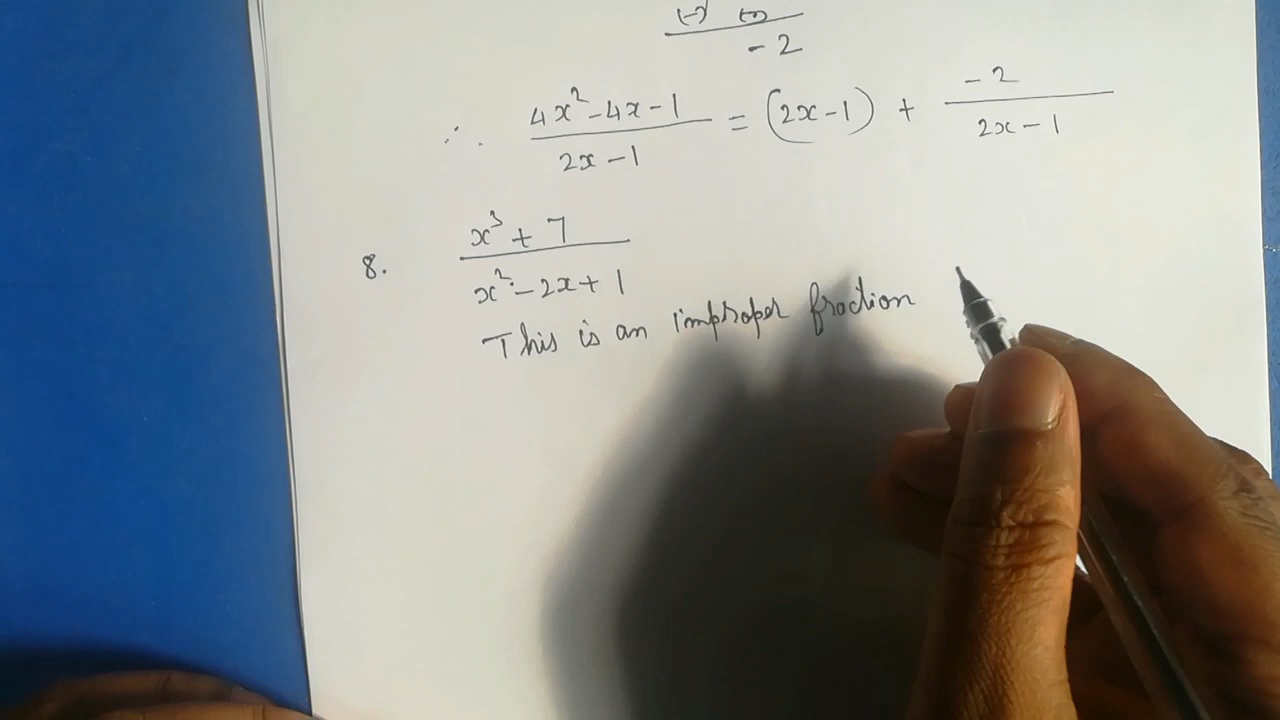 (-) (+)
- 2
∴ 4x² - 4x - 1 / 2x - 1 = (2x - 1) + - 2 / 2x - 1
8. x³ + 7 / x² - 2x + 1
This is an improper fraction